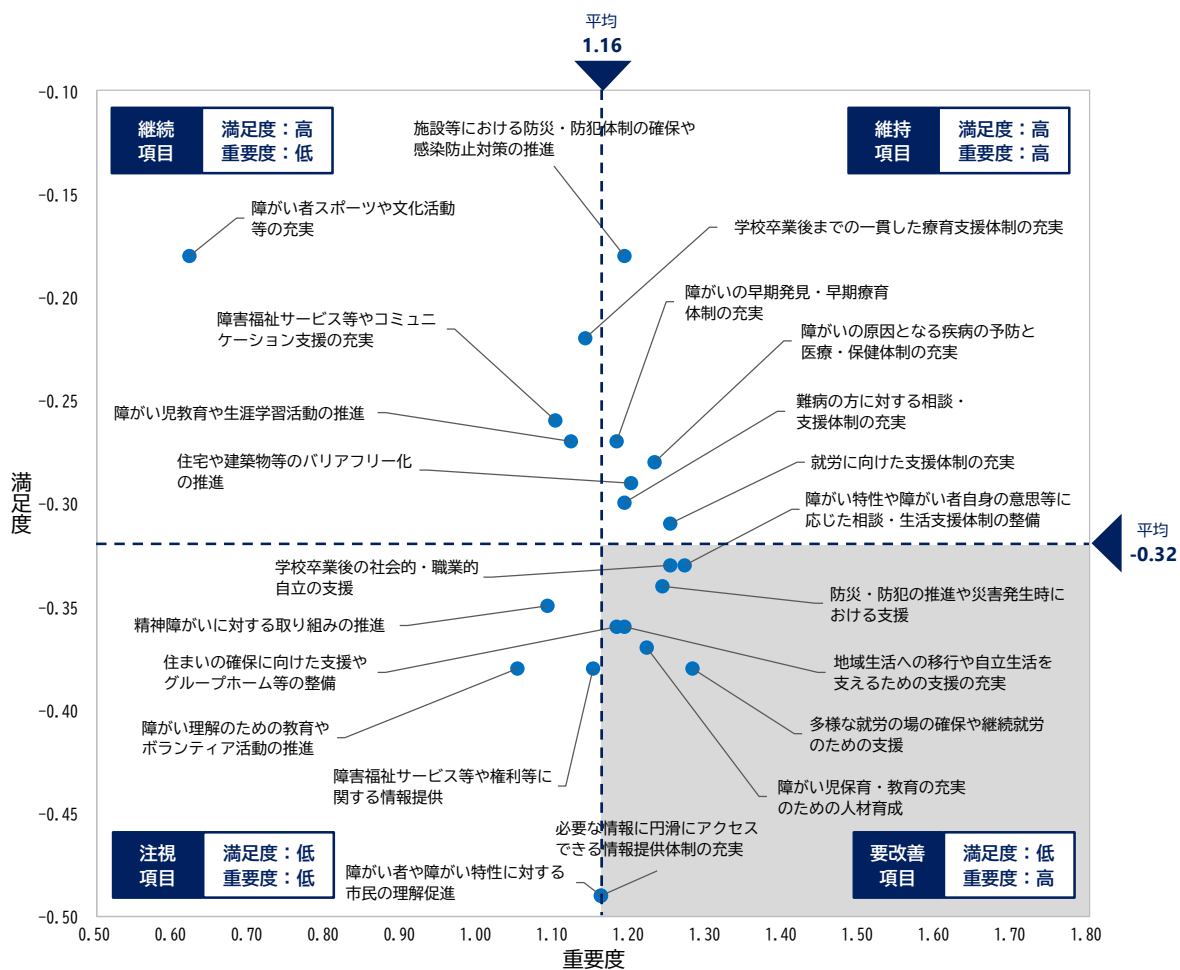 平均
1.16
-0.10
継続
項目
満足度：高
重要度：低
施設等における防災・防犯体制の確保や
感染防止対策の推進
維持
項目
満足度：高
重要度：高
-0.15
障がい者スポーツや文化活動
等の充実
学校卒業後までの一貫した療育支援体制の充実
-0.20
障がいの早期発見・早期療育
体制の充実
障害福祉サービス等やコミュニ
ケーション支援の充実
障がいの原因となる疾病の予防と
医療・保健体制の充実
-0.25
障がい児教育や生涯学習活動の推進
難病の方に対する相談・
支援体制の充実
住宅や建築物等のバリアフリー化
の推進
就労に向けた支援体制の充実
満足度
-0.30
障がい特性や障がい者自身の意思等に
応じた相談・生活支援体制の整備
平均
-0.32
学校卒業後の社会的・職業的
自立の支援
-0.35
防災・防犯の推進や災害発生時に
おける支援
精神障がいに対する取り組みの推進
住まいの確保に向けた支援や
グループホーム等の整備
地域生活への移行や自立生活を
支えるための支援の充実
-0.40
障がい理解のための教育や
ボランティア活動の推進
多様な就労の場の確保や継続就労
のための支援
障害福祉サービス等や権利等に
関する情報提供
障がい児保育・教育の充実
のための人材育成
-0.45
必要な情報に円滑にアクセス
できる情報提供体制の充実
注視
項目
満足度：低
重要度：低
障がい者や障がい特性に対する
市民の理解促進
要改善
項目
満足度：低
重要度：高
-0.50
0.50 0.60 0.70 0.80 0.90 1.00 1.10 1.20 1.30 1.40 1.50 1.60 1.70 1.80
重要度